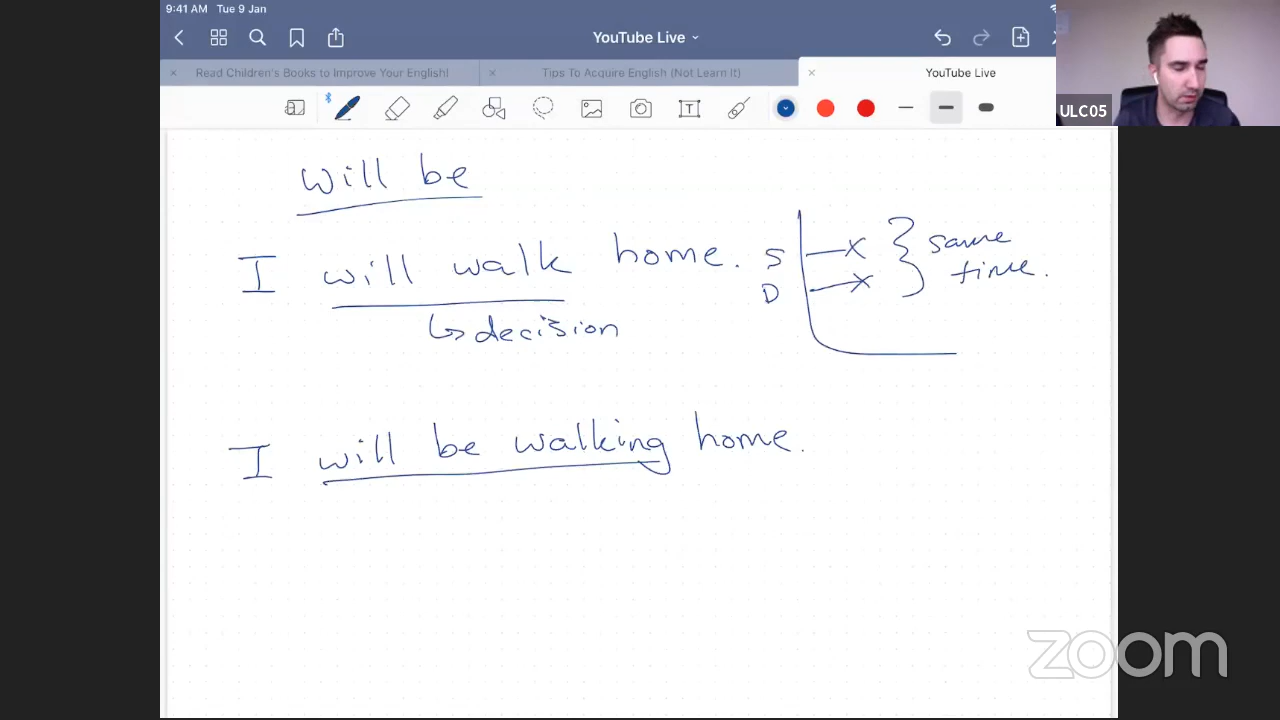 9:41 AM Tue 9 Jan
YouTube Live
Read Children's Books to Improve Your English!
Tips To Acquire English (Not Learn It)
YouTube Live
T
ULC05
will be
I will walk home.
S
D
same
time.
↳ decision
I will be walking home.
zoom